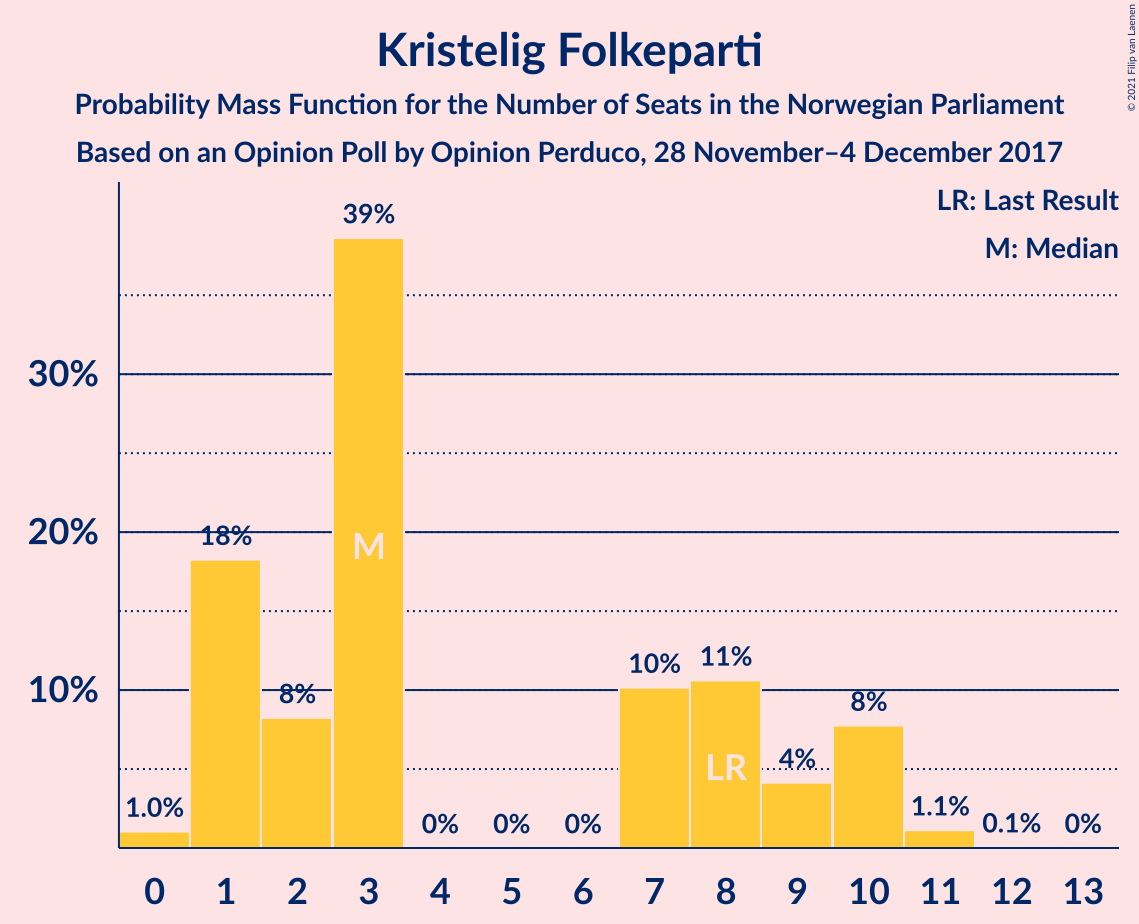 © 2021 Filip van Laenen
Kristelig Folkeparti
Probability Mass Function for the Number of Seats in the Norwegian Parliament
Based on an Opinion Poll by Opinion Perduco, 28 November–4 December 2017
LR: Last Result
M: Median
39%
30%
20%
18%
M
10%
11%
10%
8%
8%
LR
4%
1.0%
0%
0%
0%
1.1%
0.1%
0%
0 1 2 3 4 5 6 7 8 9 10 11 12 13